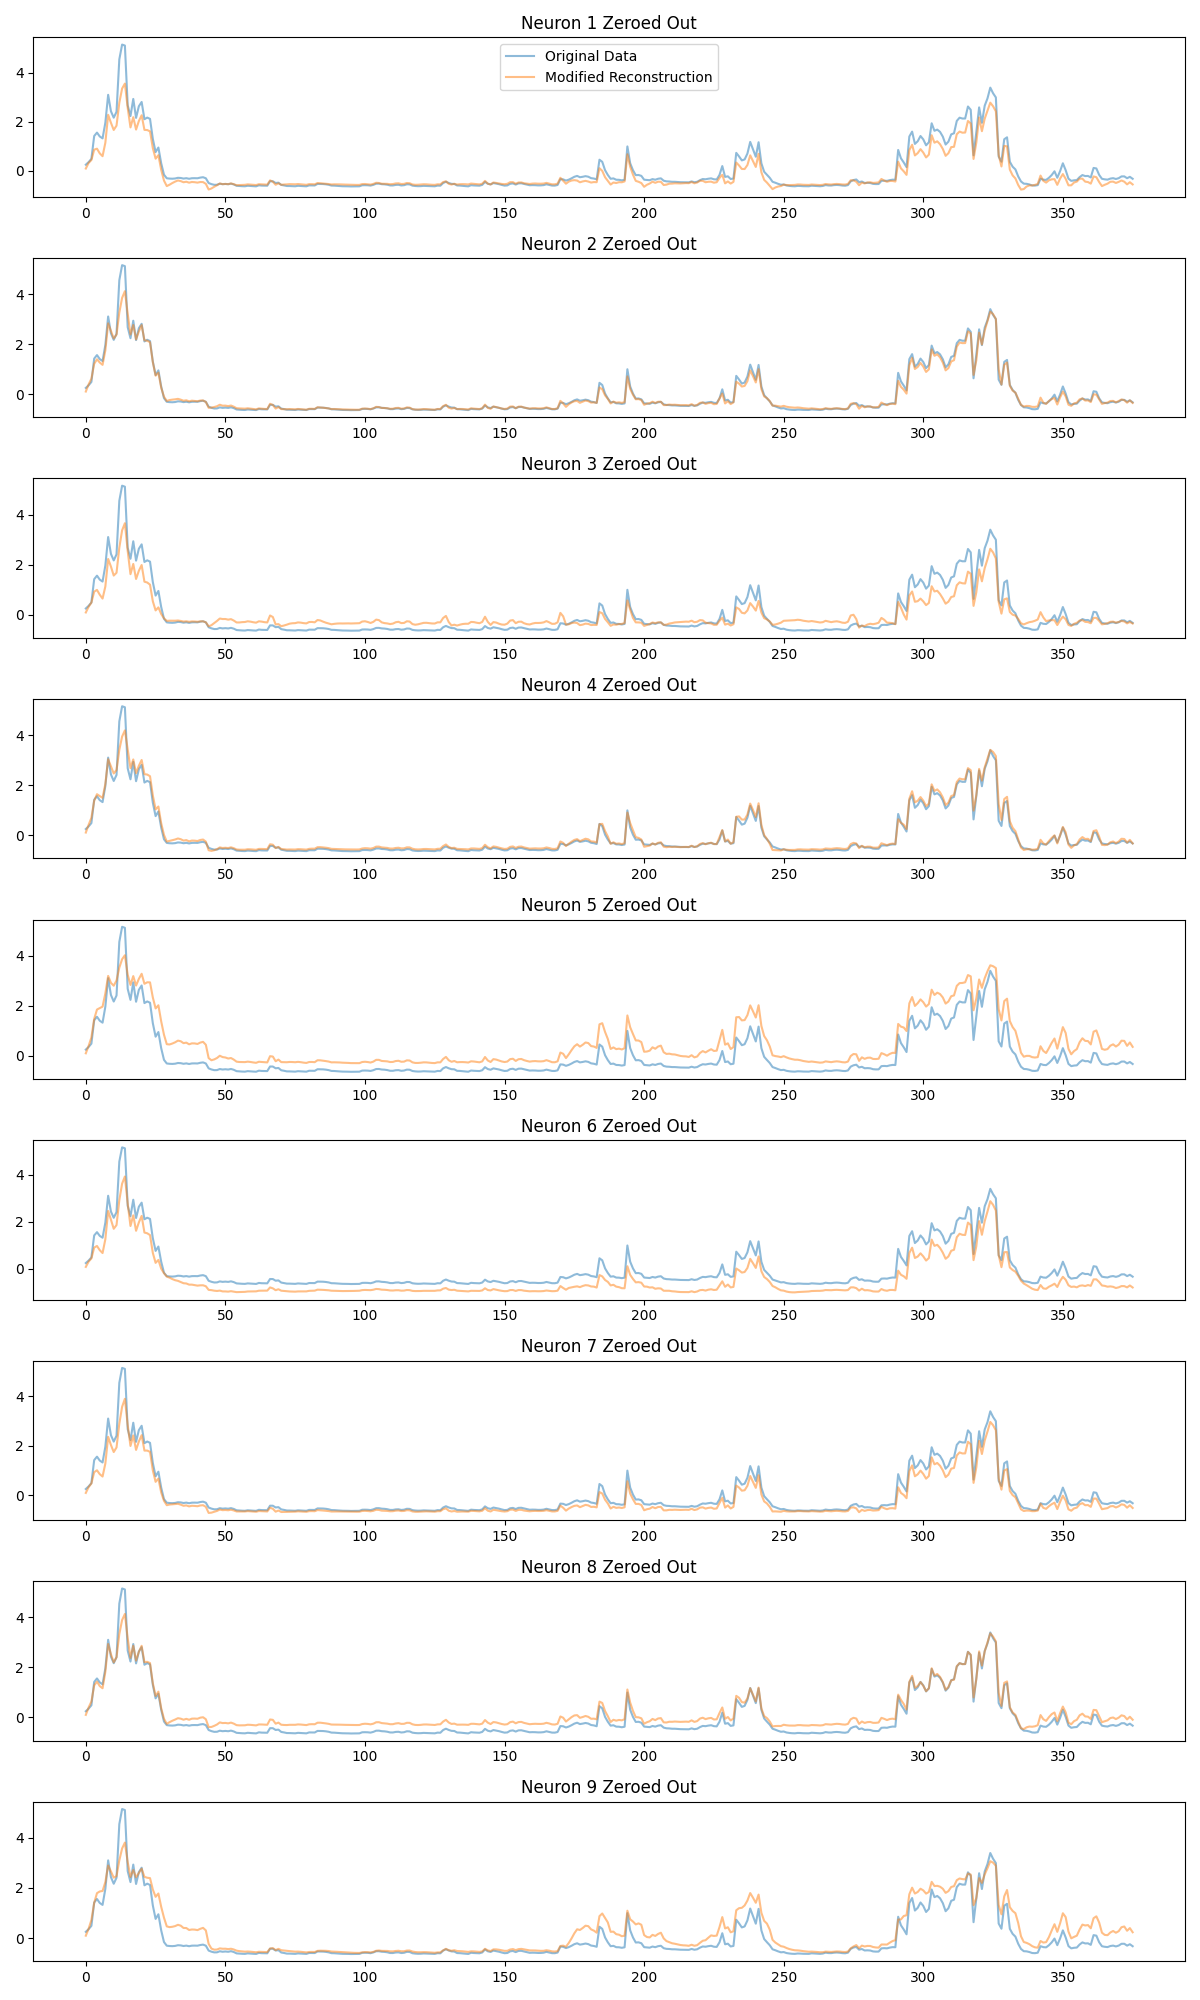 Neuron 1 Zeroed Out
Original Data
Modified Reconstruction
4
2
0
0 50 100 150 200 250 300 350
Neuron 2 Zeroed Out
4
2
0
0 50 100 150 200 250 300 350
Neuron 3 Zeroed Out
4
2
0
0 50 100 150 200 250 300 350
Neuron 4 Zeroed Out
4
2
0
0 50 100 150 200 250 300 350
Neuron 5 Zeroed Out
4
2
0
0 50 100 150 200 250 300 350
Neuron 6 Zeroed Out
4
2
0
0 50 100 150 200 250 300 350
Neuron 7 Zeroed Out
4
2
0
0 50 100 150 200 250 300 350
Neuron 8 Zeroed Out
4
2
0
0 50 100 150 200 250 300 350
Neuron 9 Zeroed Out
4
2
0
0 50 100 150 200 250 300 350